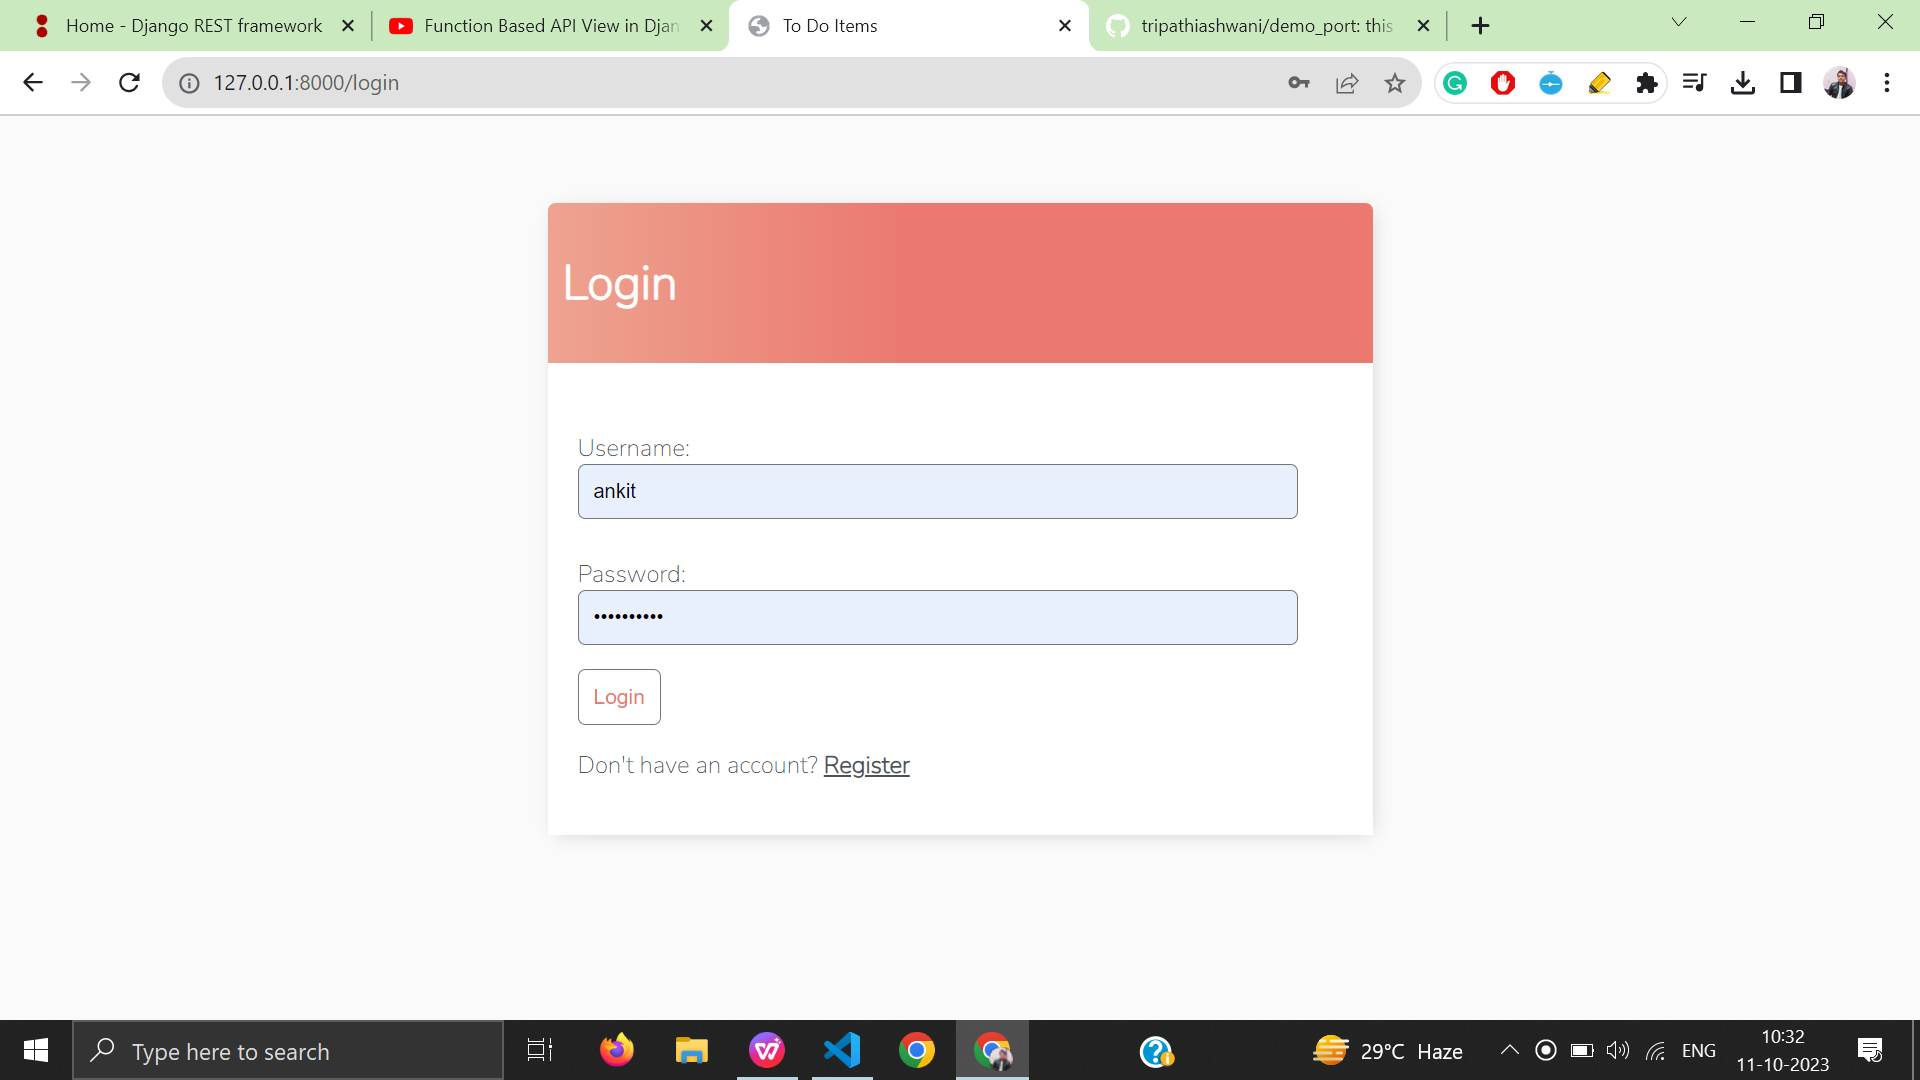 Home - Django REST framework
Function Based API View in Djan
To Do Items
tripathiashwani/demo_port: this
127.0.0.1:8000/login
Login
Username:
ankit
Password:
••••••••••
Login
Don't have an account? Register
Type here to search
29°C Haze
ENG
10:32
11-10-2023